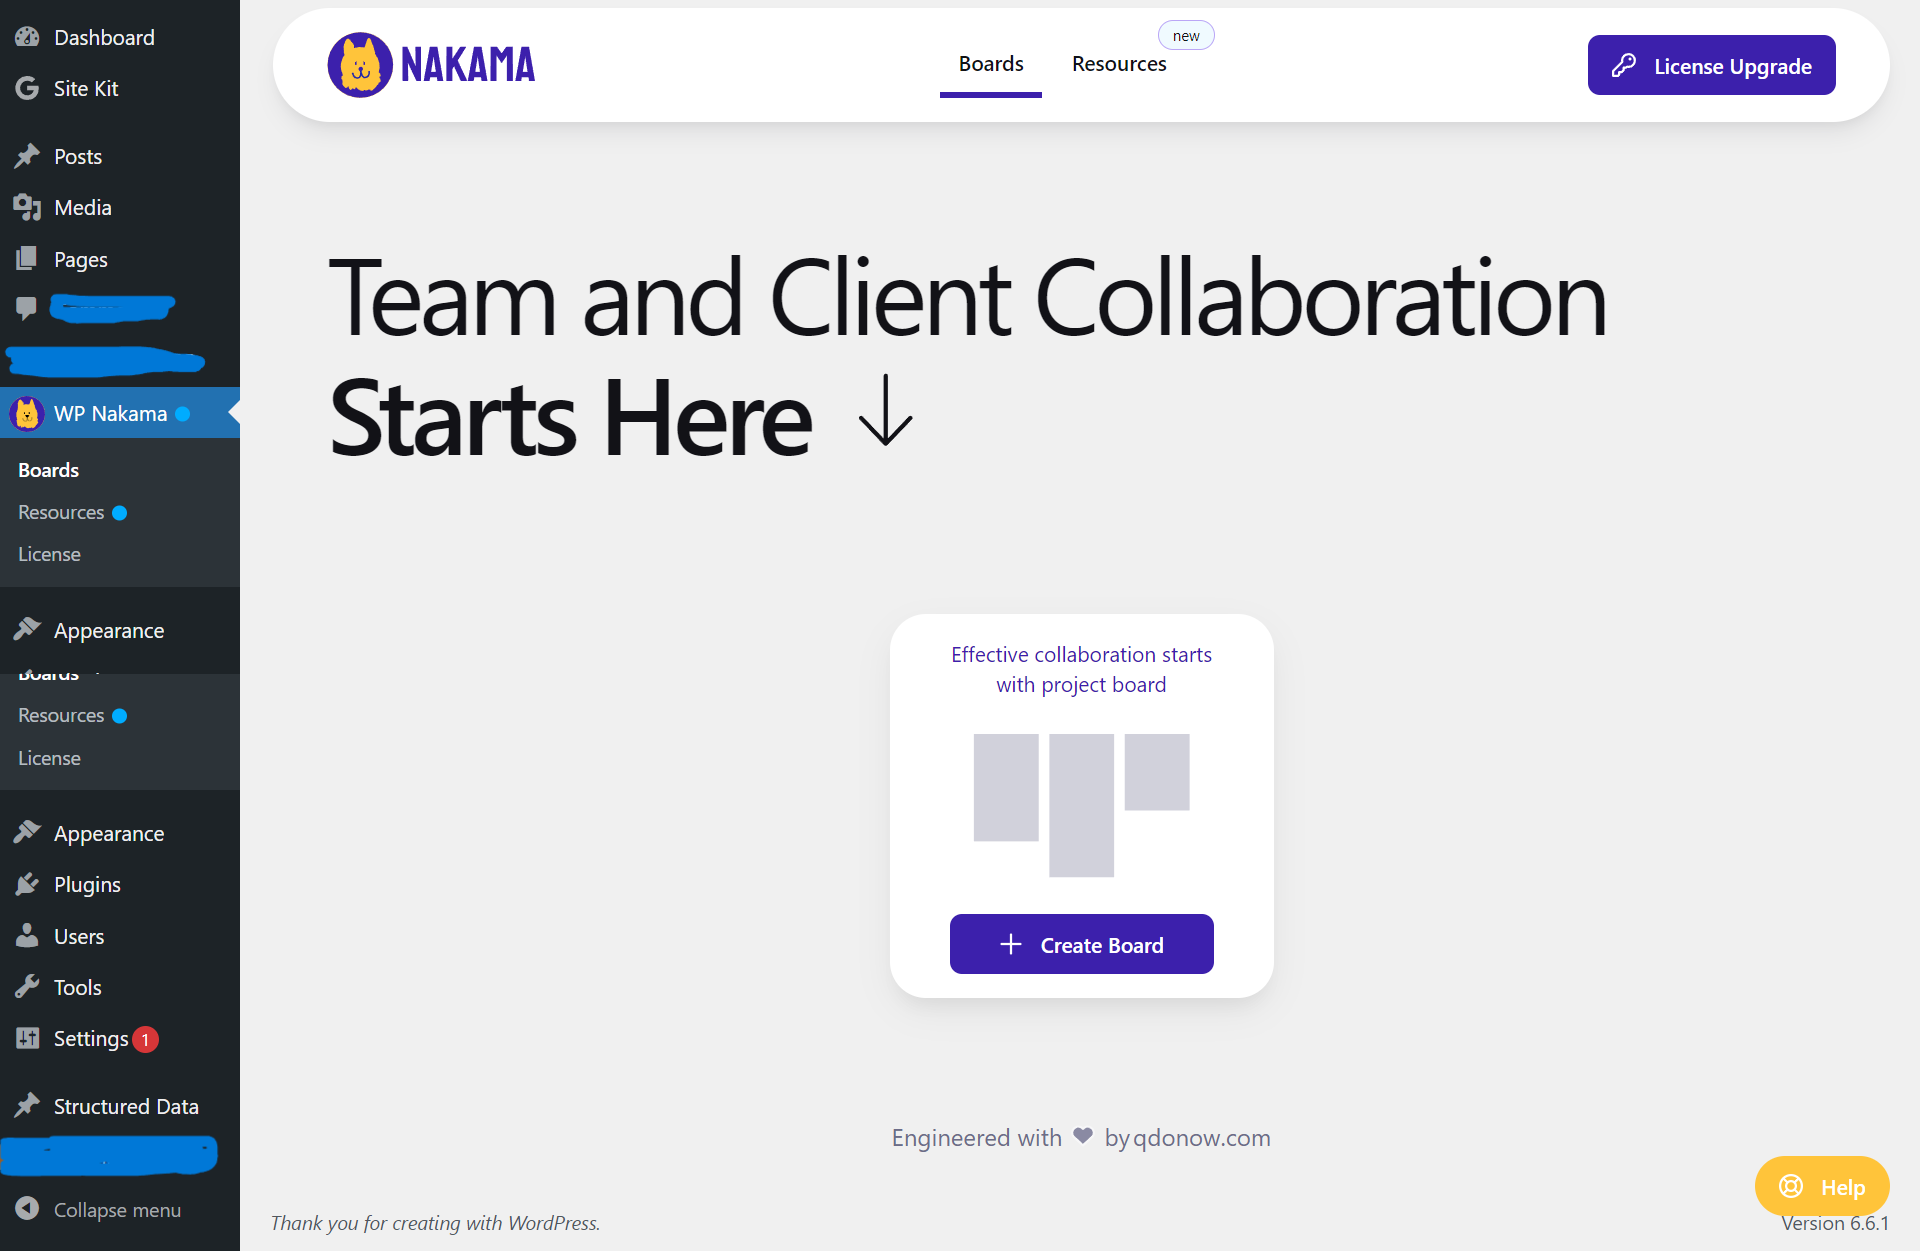 Dashboard
Site Kit
Posts
Media
Pages
WP Nakama
Boards
Resources
License
Appearance
Boards
Resources
License
Appearance
Plugins
Users
Tools
Settings 1
Structured Data
Collapse menu
NAKAMA
Boards
Resources
new
License Upgrade
Team and Client Collaboration
Starts Here
Effective collaboration starts
with project board
Create Board
Engineered with by qdonow.com
Help
Thank you for creating with WordPress.
Version 6.6.1